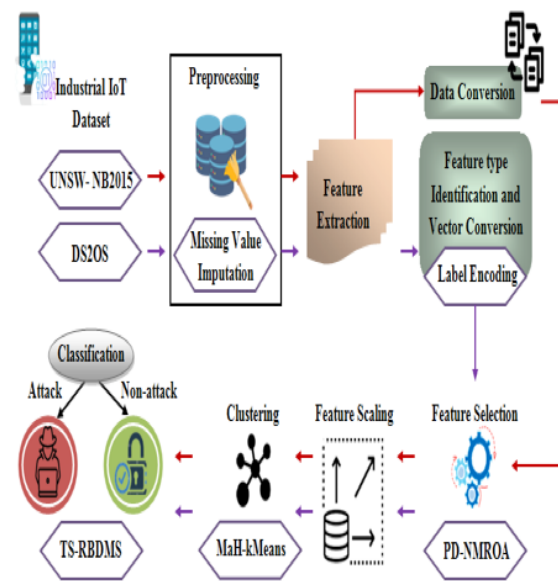 Industrial IoT
Dataset
UNSW- NB2015
DS2OS
Preprocessing
Missing Value
Imputation
Feature
Extraction
Data Conversion
Feature type
Identification and
Vector Conversion
Label Encoding
Classification
Attack
Non-attack
TS-RBDMS
Clustering
MaH-kMeans
Feature Scaling
Feature Selection
PD-NMROA